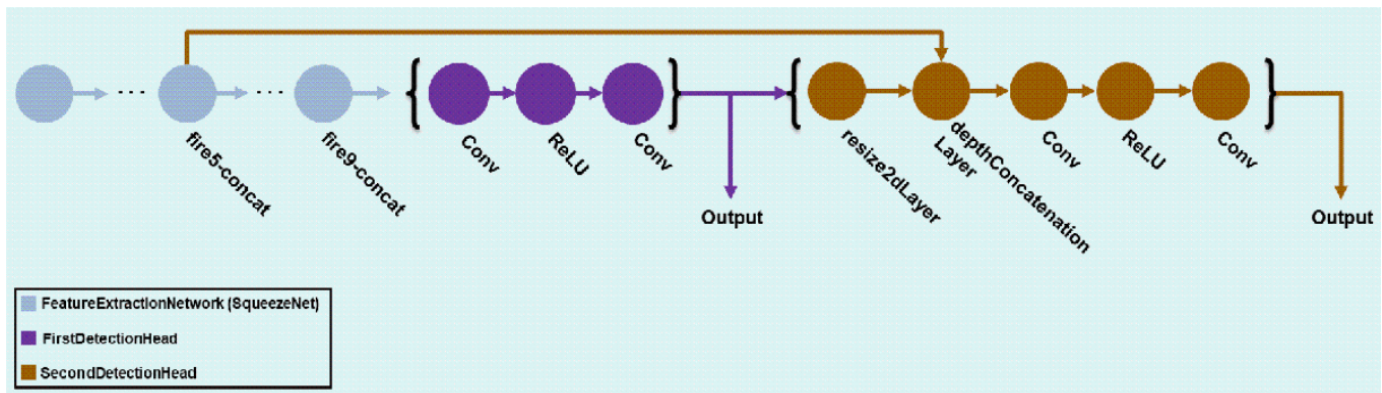 fire5-concat
fire9-concat
Conv
ReLU
Conv
Output
resize2dLayer
depthConcatenation
Layer
Conv
ReLU
Conv
Output
FeatureExtractionNetwork (SqueezeNet)
FirstDetectionHead
SecondDetectionHead